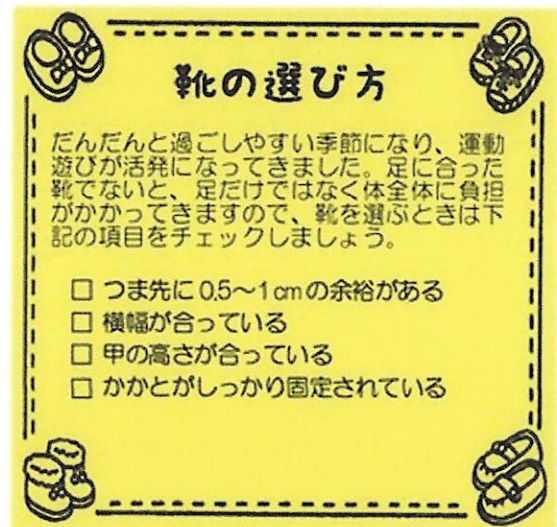 靴の選び方
だんだんと過ごしやすい季節になり、運動
遊びが活発になってきました。足に合った
靴でないと、足だけではなく体全体に負担
がかかってきますので、靴を選ぶときは下
記の項目をチェックしましょう。
□ つま先に0.5～1cmの余裕がある
□ 横幅が合っている
□ 甲の高さが合っている
□ かかとがしっかり固定されている